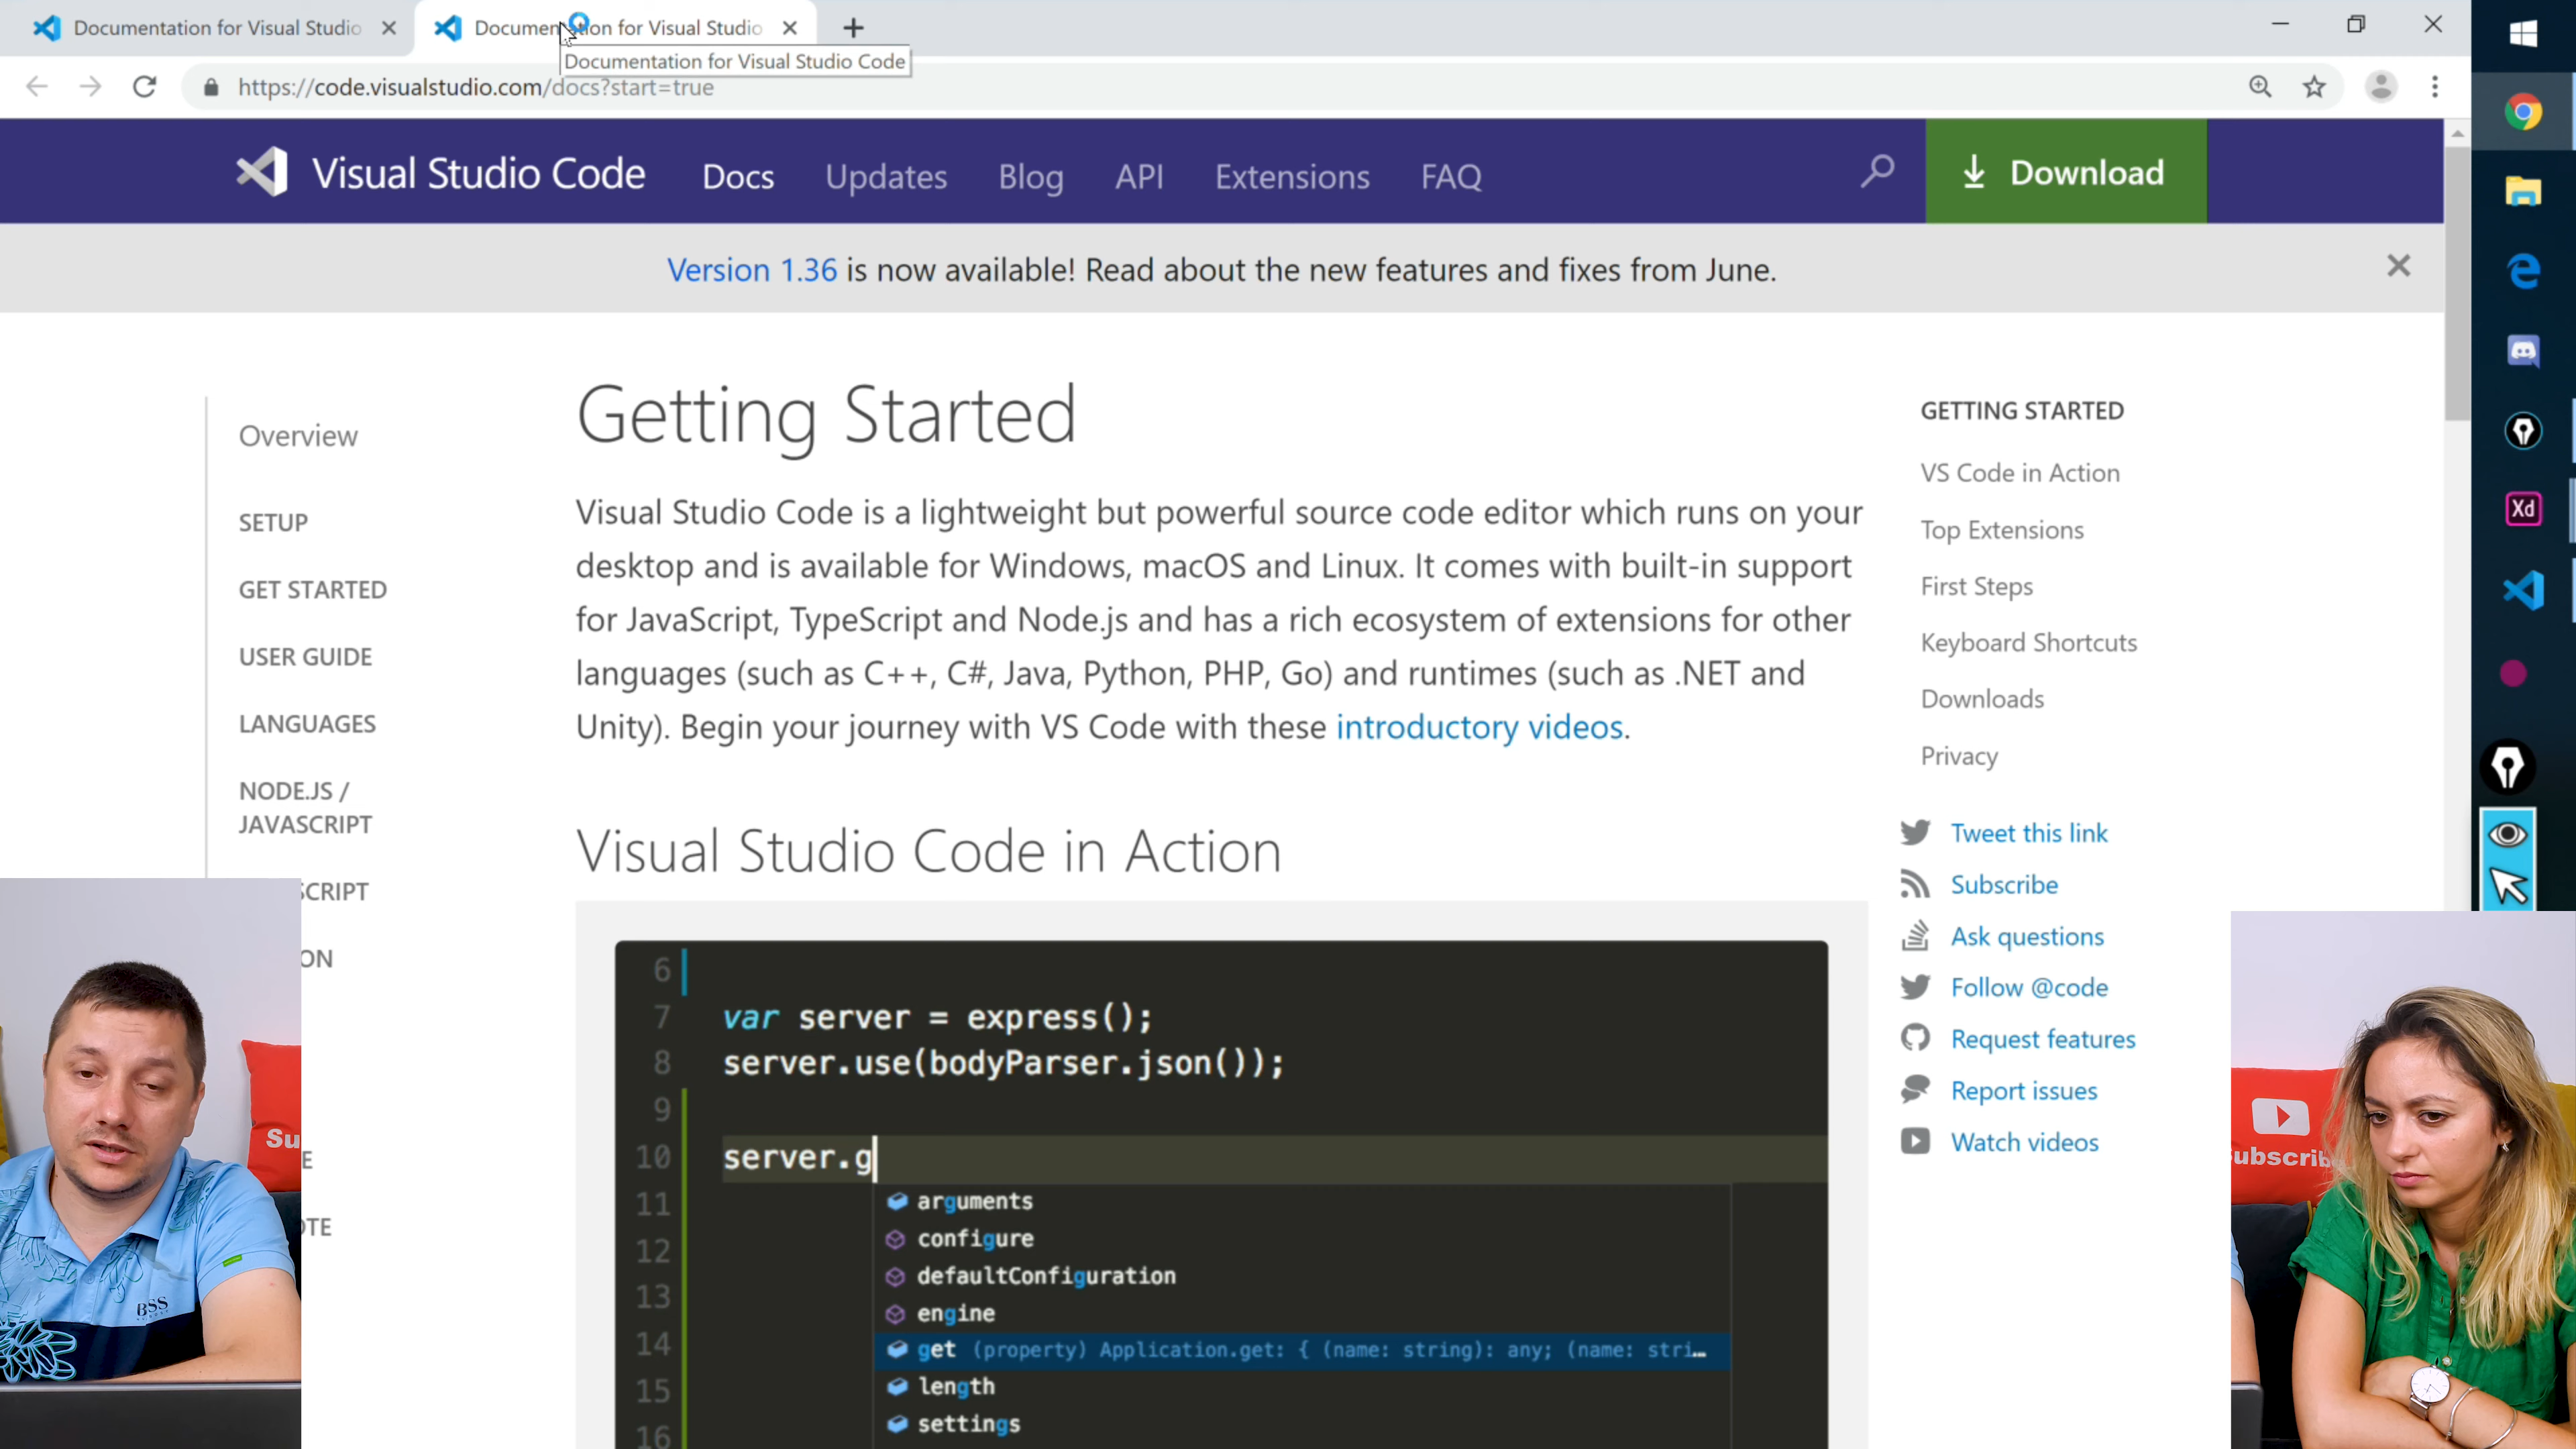 Documentation for Visual Studio
Documentation for Visual Studio
Documentation for Visual Studio Code
https://code.visualstudio.com/docs?start=true
Visual Studio Code
Docs
Updates
Blog
API
Extensions
FAQ
Download
Version 1.36 is now available! Read about the new features and fixes from June.
Overview
SETUP
GET STARTED
USER GUIDE
LANGUAGES
NODE.JS /
JAVASCRIPT
SCRIPT
ON
E
OTE
Getting Started
Visual Studio Code is a lightweight but powerful source code editor which runs on your
desktop and is available for Windows, macOS and Linux. It comes with built-in support
for JavaScript, TypeScript and Node.js and has a rich ecosystem of extensions for other
languages (such as C++, C#, Java, Python, PHP, Go) and runtimes (such as .NET and
Unity). Begin your journey with VS Code with these introductory videos.
Visual Studio Code in Action
6
7 var server = express();
8 server.use(bodyParser.json());
9
10 server.g
11 arguments
12 configure
13 defaultConfiguration
engine
14 get (property) Application.get: { (name: string): any; (name: stri…
15 length
16 settings
GETTING STARTED
VS Code in Action
Top Extensions
First Steps
Keyboard Shortcuts
Downloads
Privacy
Tweet this link
Subscribe
Ask questions
Follow @code
Request features
Report issues
Watch videos
Xd
Su
BSS
ubscribe